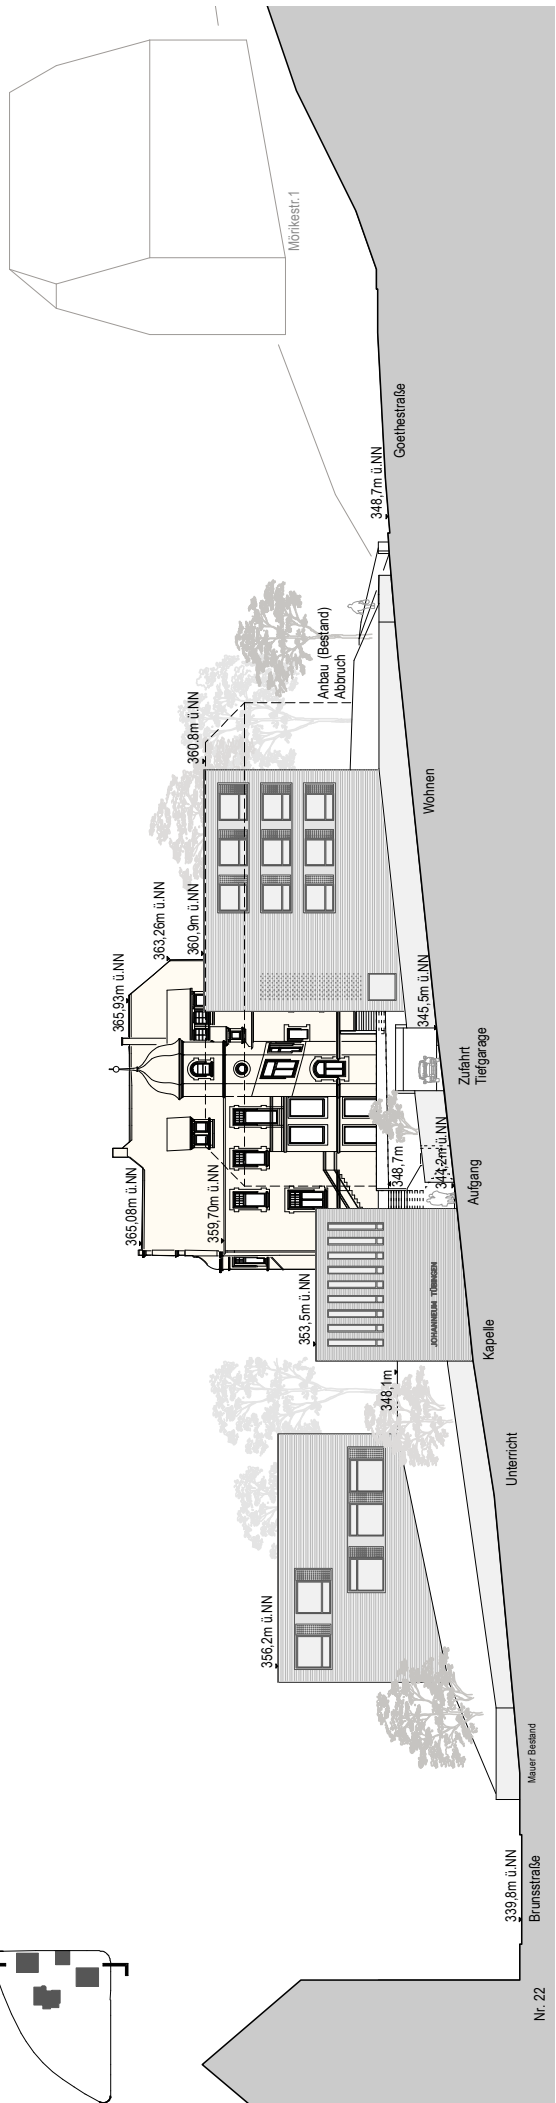 Nr. 22
Brunsstraße
339,8m ü.NN
Mauer Bestand
356,2m ü.NN
Unterricht
348,1m
Kapelle
353,5m ü.NN
JOHANNEUM TÜBINGEN
365,08m ü.NN
359,70m ü.NN
Aufgang
344,2m ü.NN
348,7m
Zufahrt
Tiefgarage
345,5m ü.NN
365,93m ü.NN
363,26m ü.NN
360,9m ü.NN
360.8m ü.NN
Wohnen
Anbau (Bestand)
Abbruch
348,7m ü.NN
Goethestraße
Mörikestr.1